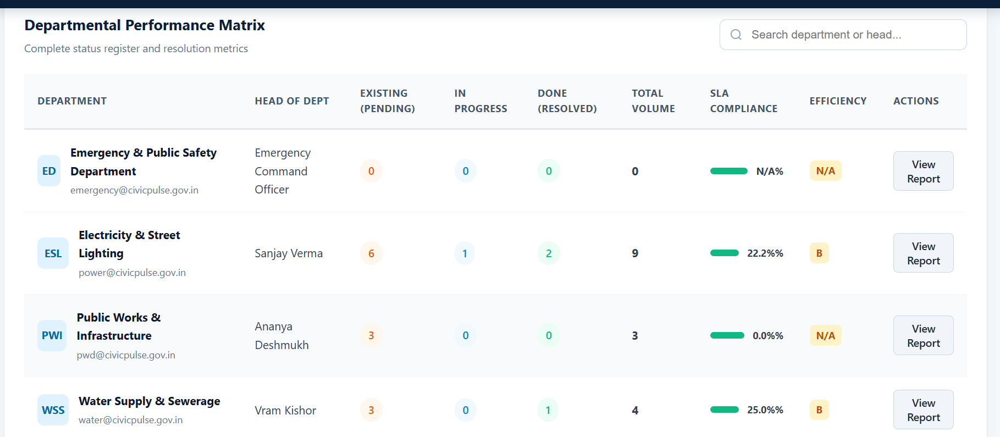 Departmental Performance Matrix
Complete status register and resolution metrics
Search department or head...
DEPARTMENT
HEAD OF DEPT
EXISTING
(PENDING)
IN
PROGRESS
DONE
(RESOLVED)
TOTAL
VOLUME
SLA
COMPLIANCE
EFFICIENCY
ACTIONS
ED
Emergency & Public Safety
Department
emergency@civicpulse.gov.in
Emergency
Command
Officer
0
0
0
0
N/A%
N/A
View
Report
ESL
Electricity & Street
Lighting
power@civicpulse.gov.in
Sanjay Verma
6
1
2
9
22.2%%
B
View
Report
PWI
Public Works &
Infrastructure
pwd@civicpulse.gov.in
Ananya
Deshmukh
3
0
0
3
0.0%%
N/A
View
Report
WSS
Water Supply & Sewerage
water@civicpulse.gov.in
Vram Kishor
3
0
1
4
25.0%%
B
View
Report